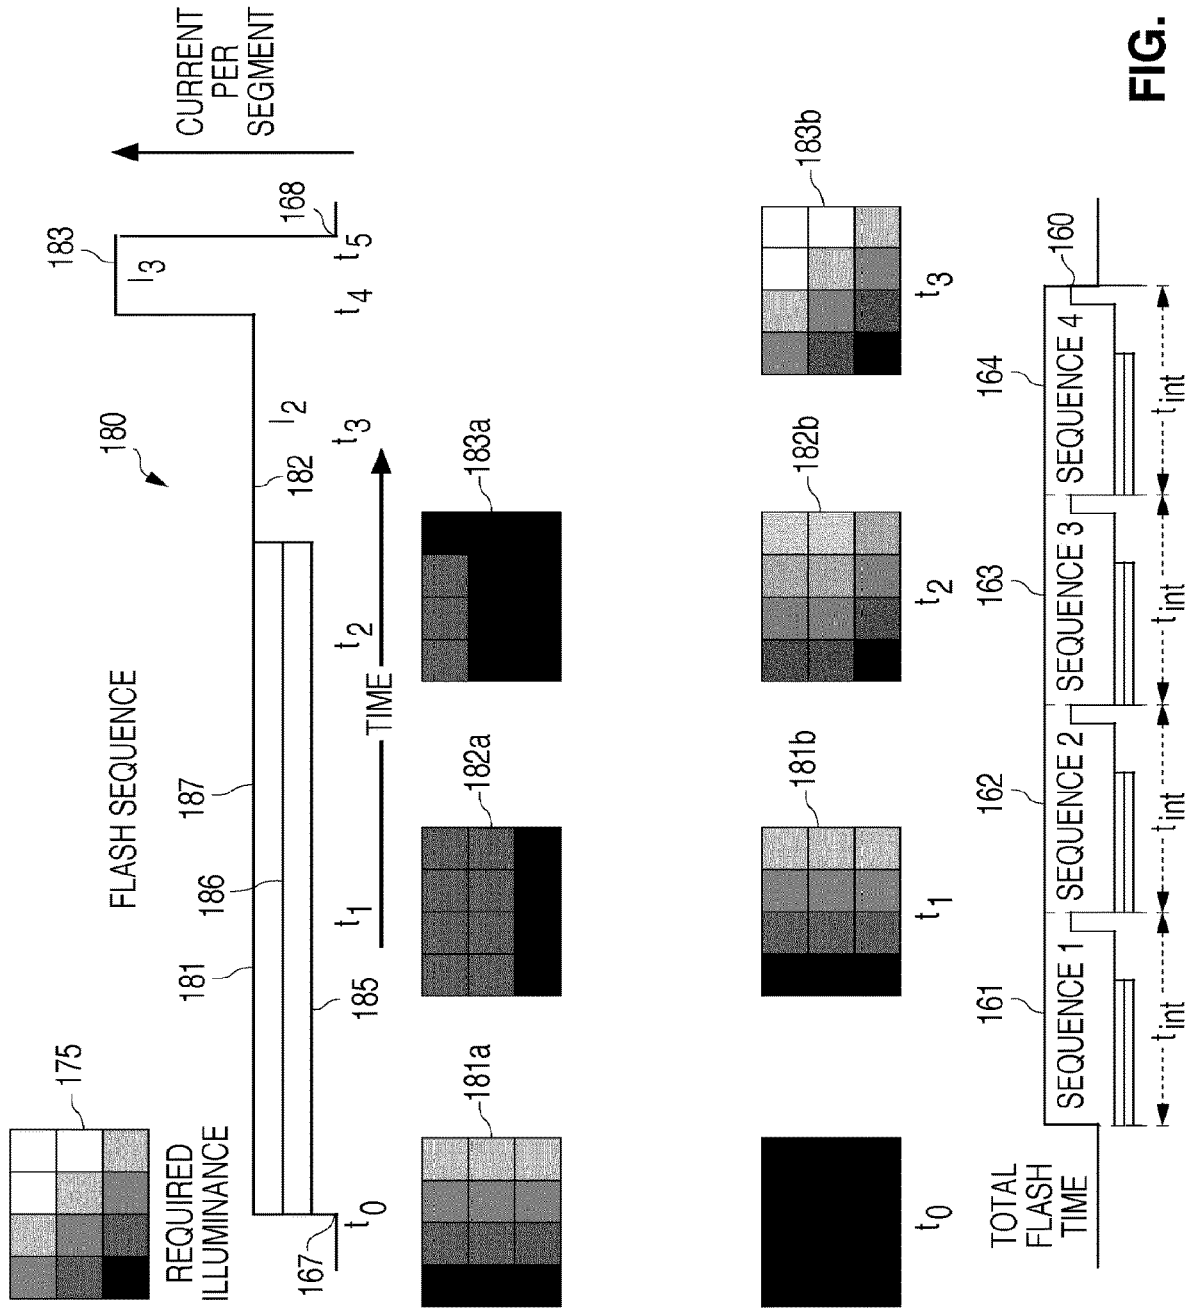 175
REQUIRED
ILLUMINANCE
FLASH SEQUENCE
180
CURRENT
PER
SEGMENT
181
186
187
182
I2
183
I3
168
167
185
t0
t1
t2
t3
t4
t5
TIME
181a
182a
183a
181b
182b
183b
t0
t1
t2
t3
TOTAL
FLASH
TIME
161
162
163
164
160
SEQUENCE 1
SEQUENCE 2
SEQUENCE 3
SEQUENCE 4
tint
tint
tint
tint
FIG.